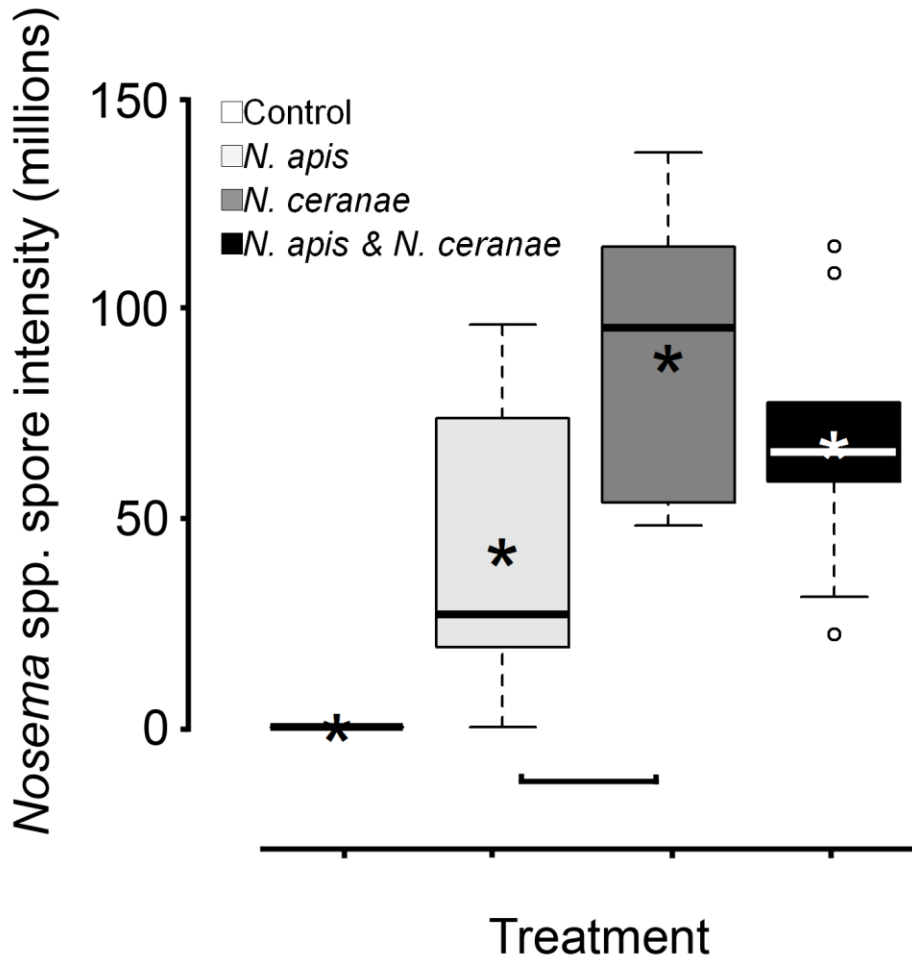 Nosema spp. spore intensity (millions)
150
100
50
0
Control
N. apis
N. ceranae
N. apis & N. ceranae
*
*
*
*
Treatment